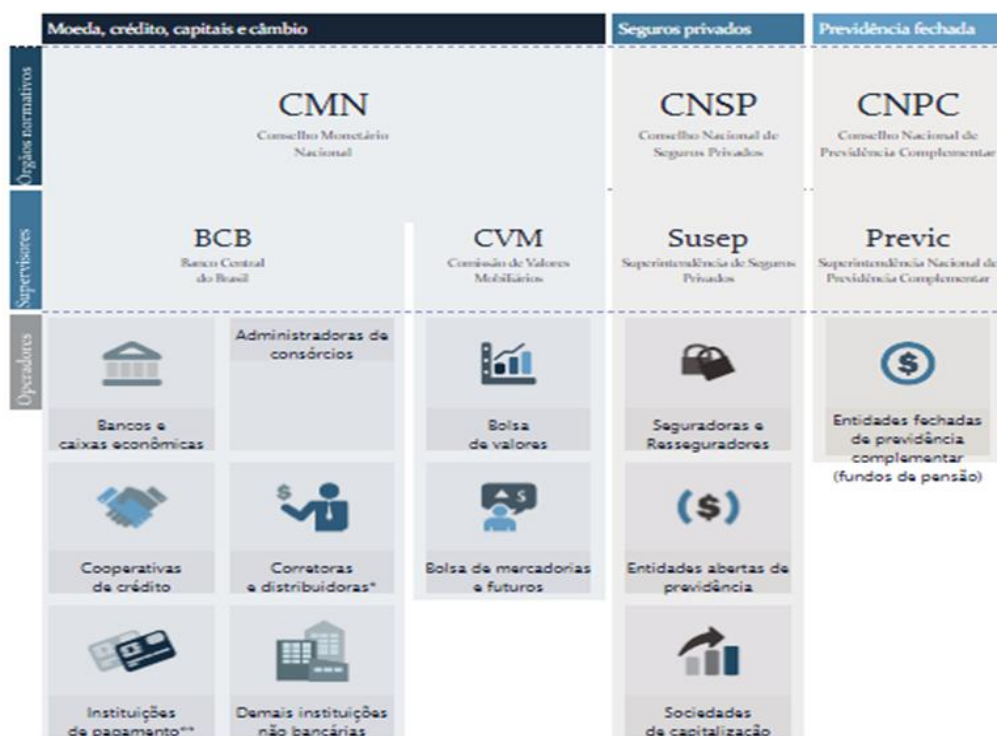 Moeda, crédito, capitais e câmbio
Seguros privados
Previdência fechada
Órgãos normativos
CMN
Conselho Monetário
Nacional
CNSP
Conselho Nacional de
Seguros Privados
CNPC
Conselho Nacional de
Previdência Complementar
Supervisores
BCB
Banco Central
do Brasil
CVM
Comissão de Valores
Mobiliários
Susep
Superintendência de Seguros
Privados
Previc
Superintendência Nacional de
Previdência Complementar
Operadores
Bancos e
caixas econômicas
Administradoras de
consórcios
Bolsa
de valores
Seguradoras e
Resseguradores
Entidades fechadas
de previdência
complementar
(fundos de pensão)
Cooperativas
de crédito
Corretoras
e distribuidoras*
Bolsa de mercadorias
e futuros
Entidades abertas de
previdência
Instituições
de pagamento**
Demais instituições
não bancárias
Sociedades
de capitalização